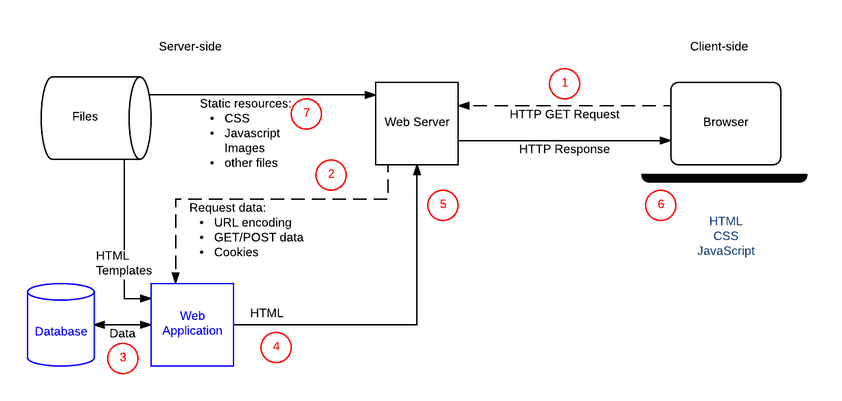 Server-side
Client-side
1
Files
Static resources:
• CSS
• Javascript
Images
• other files
7
Web Server
HTTP GET Request
HTTP Response
Browser
2
Request data:
• URL encoding
• GET/POST data
• Cookies
5
6
HTML
CSS
JavaScript
HTML
Templates
Database
Data
3
Web
Application
HTML
4